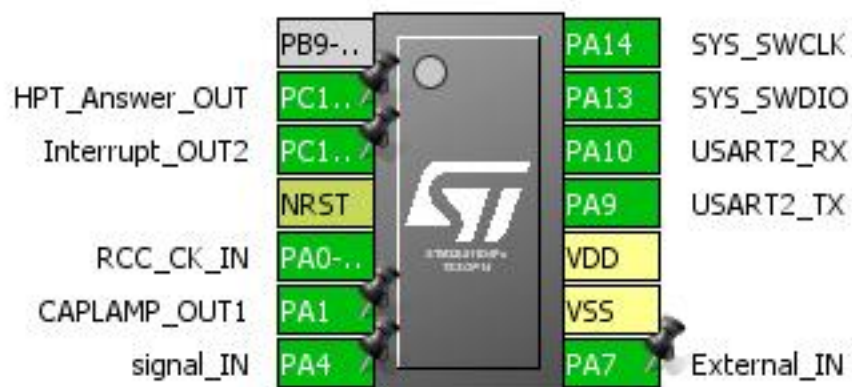 PB9-.. PA14 SYS_SWCLK
HPT_Answer_OUT PC1.. PA13 SYS_SWDIO
Interrupt_OUT2 PC1.. PA10 USART2_RX
NRST PA9 USART2_TX
RCC_CK_IN PA0-.. VDD
CAPLAMP_OUT1 PA1 VSS
signal_IN PA4 PA7 External_IN